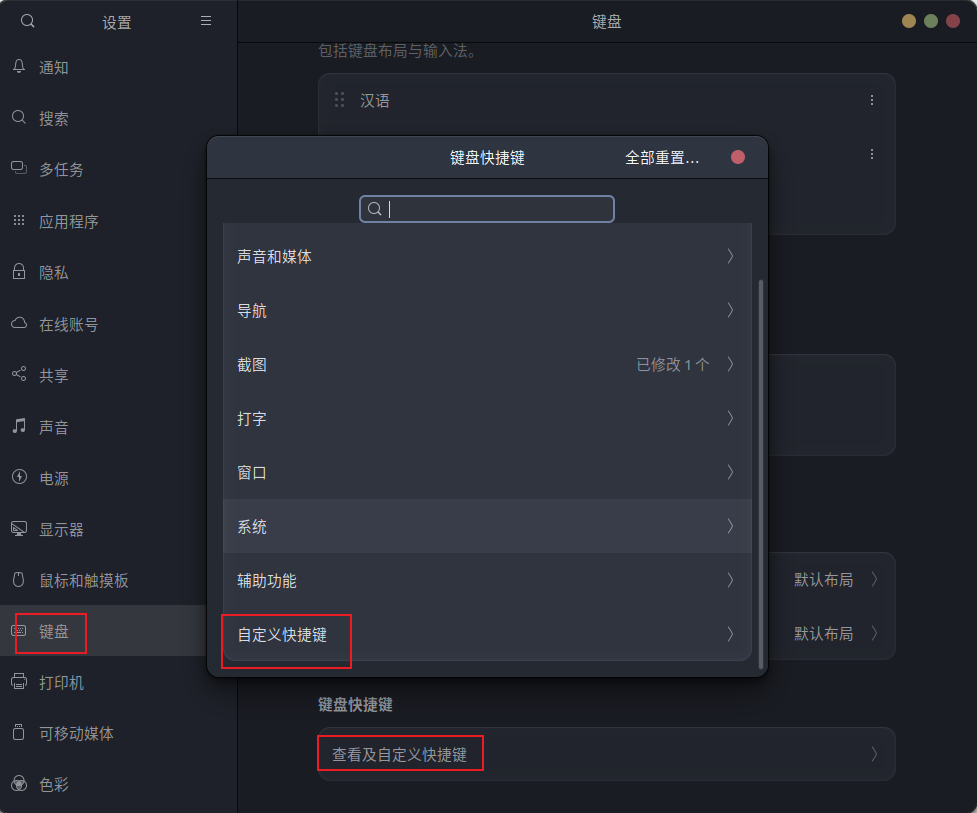 设置
通知
搜索
多任务
应用程序
隐私
在线账号
共享
声音
电源
显示器
鼠标和触摸板
键盘
打印机
可移动媒体
色彩
键盘
包括键盘布局与输入法。
汉语
键盘快捷键
全部重置…
声音和媒体
导航
截图
已修改 1 个
打字
窗口
系统
辅助功能
自定义快捷键
默认布局
默认布局
键盘快捷键
查看及自定义快捷键